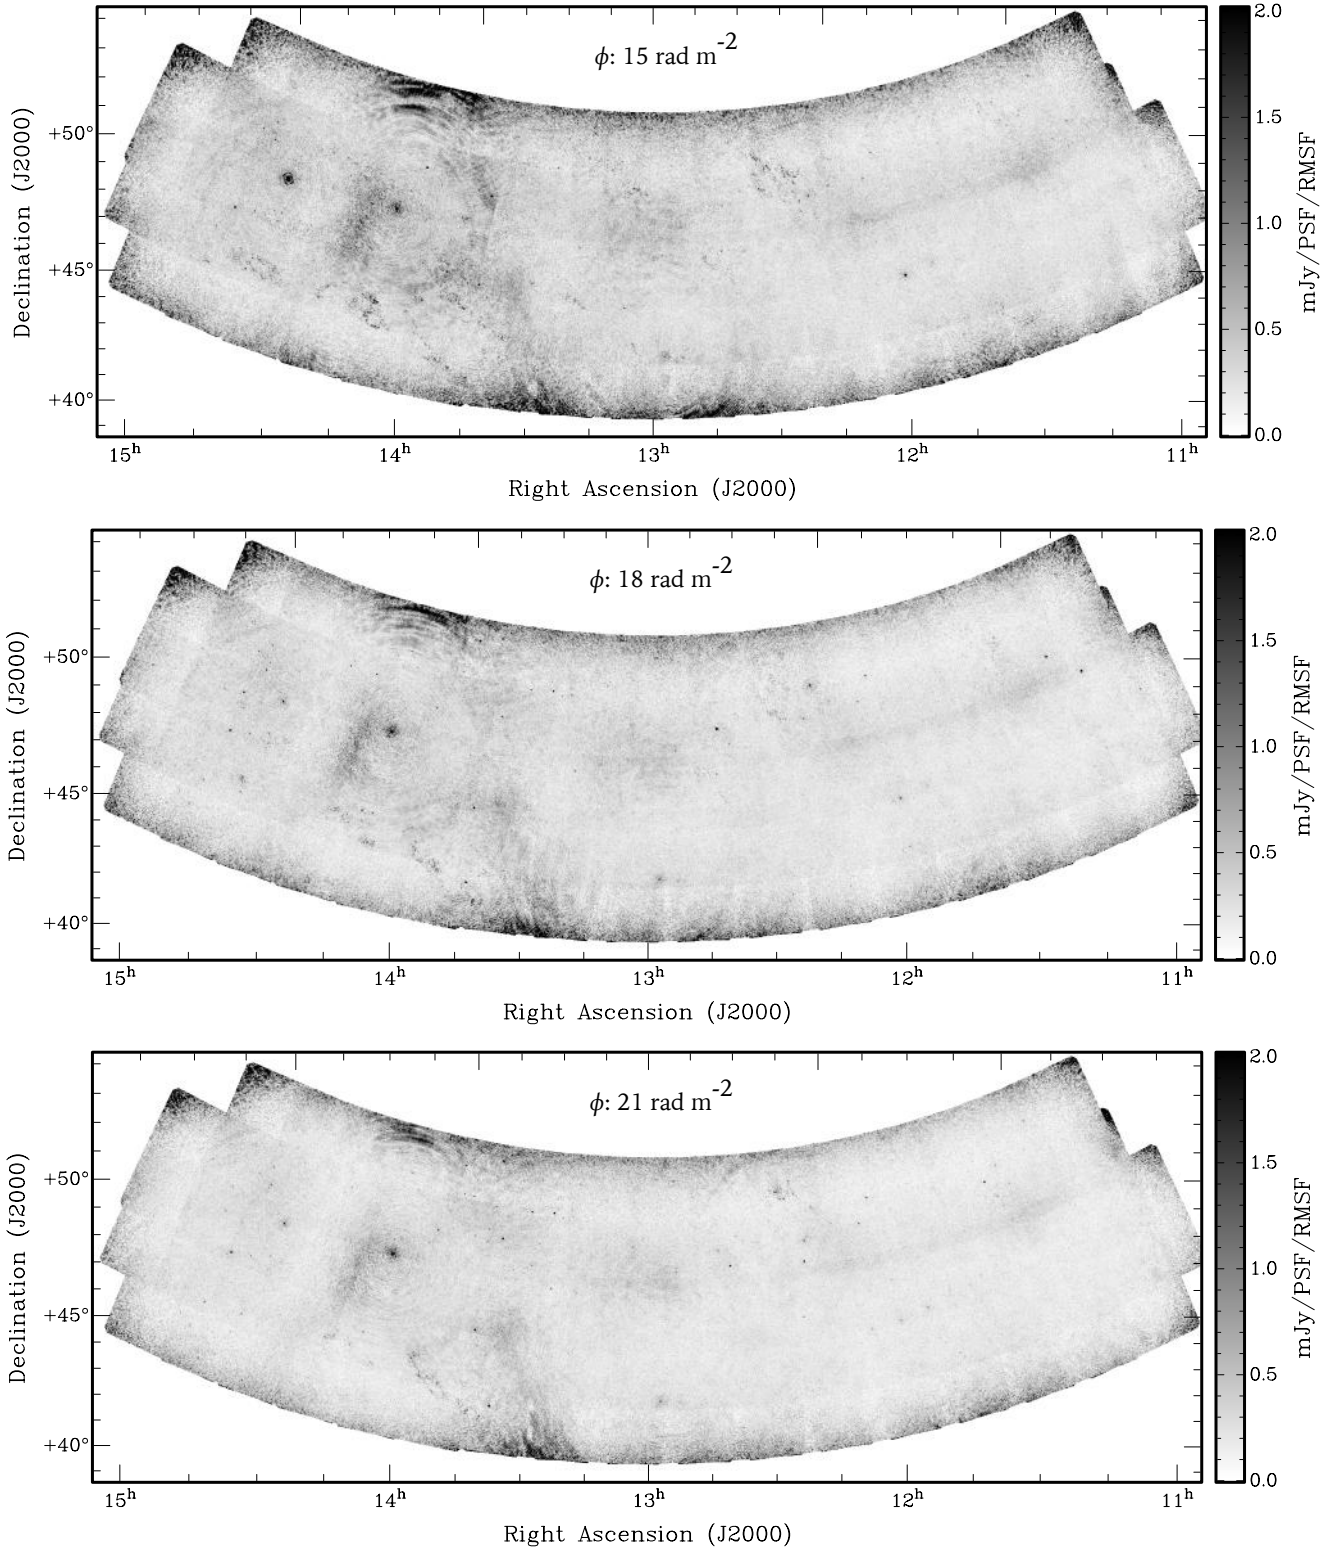 ϕ: 15 rad m-2
2.0
1.5
1.0
0.5
0.0
mJy/PSF/RMSF
+50°
+45°
+40°
Declination (J2000)
15h 14h 13h 12h 11h
Right Ascension (J2000)
ϕ: 18 rad m-2
2.0
1.5
1.0
0.5
0.0
mJy/PSF/RMSF
+50°
+45°
+40°
Declination (J2000)
15h 14h 13h 12h 11h
Right Ascension (J2000)
ϕ: 21 rad m-2
2.0
1.5
1.0
0.5
0.0
mJy/PSF/RMSF
+50°
+45°
+40°
Declination (J2000)
15h 14h 13h 12h 11h
Right Ascension (J2000)